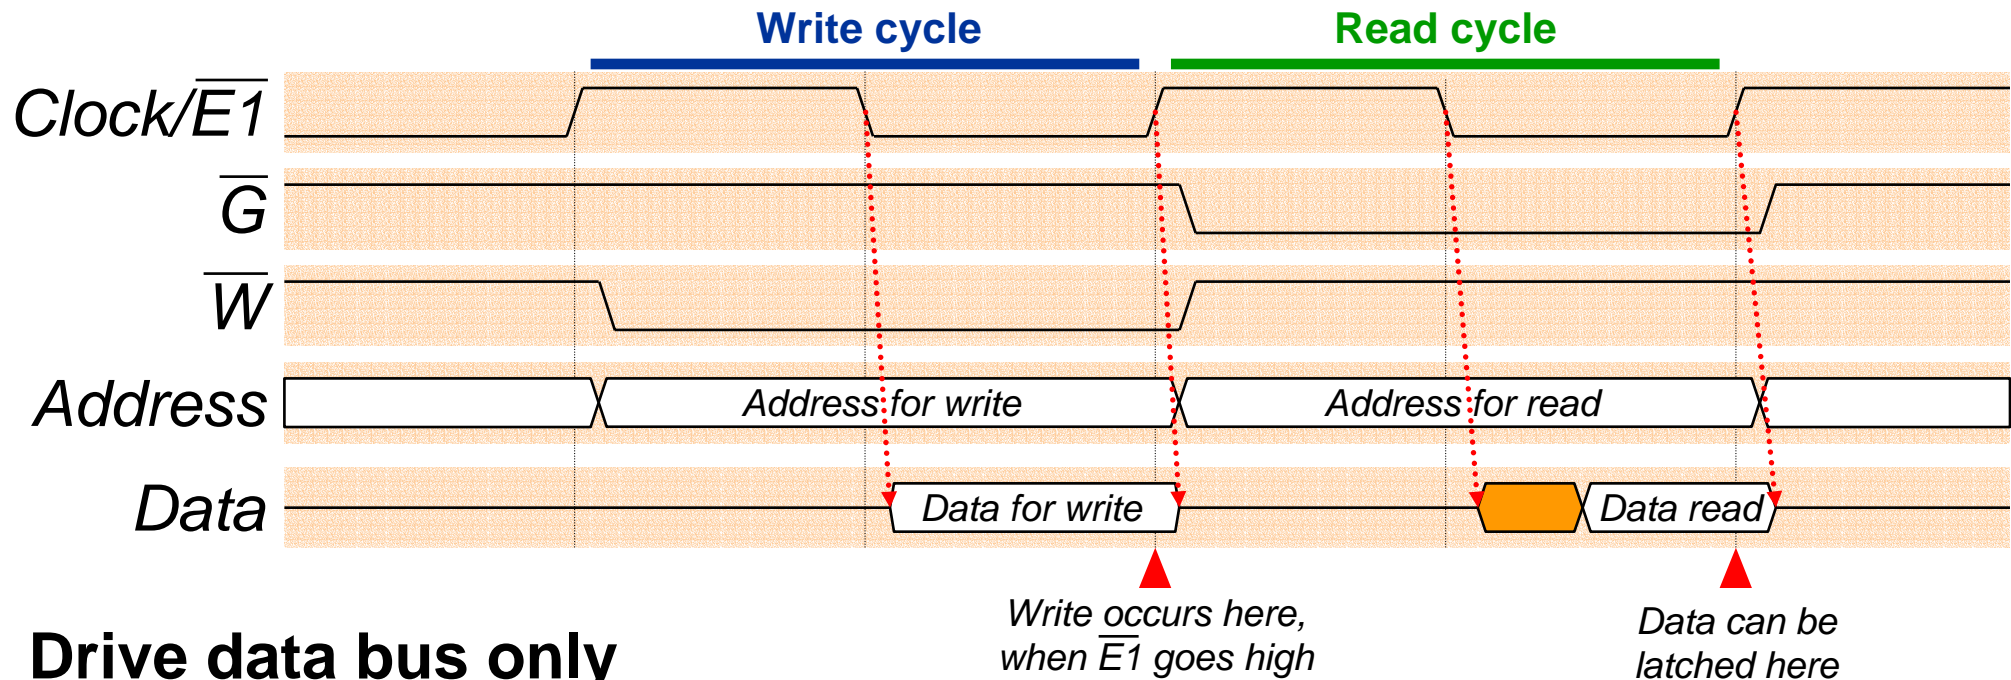 Write cycle
Read cycle
Clock/E1
G
W
Address
Address for write
Address for read
Data
Data for write
Data read
Write occurs here,
when E1 goes high
Data can be
latched here
Drive data bus only